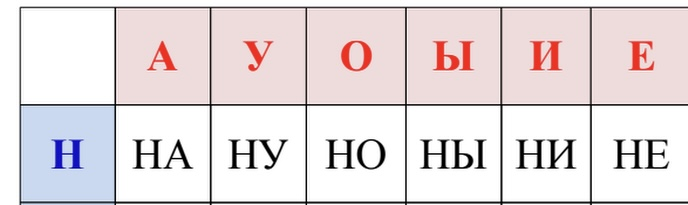 А У О Ы И Е
Н НА НУ НО НЫ НИ НЕ